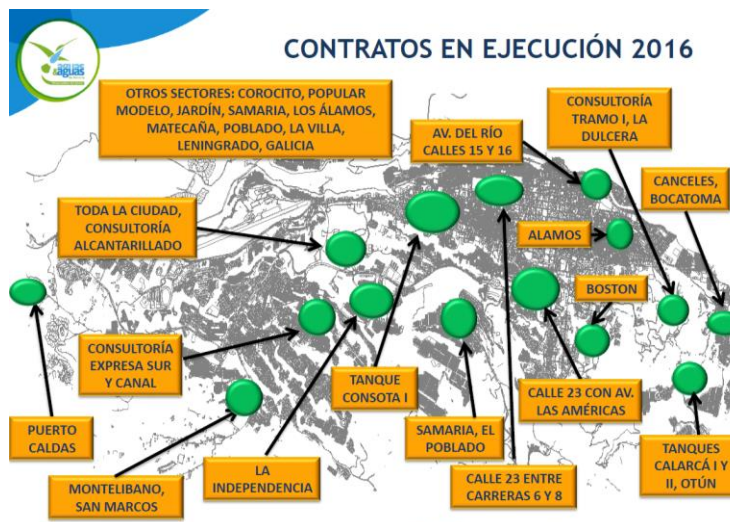 aguas
CONTRATOS EN EJECUCIÓN 2016
OTROS SECTORES: COROCITO, POPULAR
MODELO, JARDÍN, SAMARIA, LOS ÁLAMOS,
MATECAÑA, POBLADO, LA VILLA,
LENINGRADO, GALICIA
AV. DEL RÍO
CALLES 15 Y 16
CONSULTORÍA
TRAMO I, LA
DULCERA
CANCELES,
BOCATOMA
TODA LA CIUDAD,
CONSULTORÍA
ALCANTARILLADO
ALAMOS
BOSTON
CONSULTORÍA
EXPRESA SUR
Y CANAL
TANQUE
CONSOTA I
CALLE 23 CON AV.
LAS AMÉRICAS
PUERTO
CALDAS
SAMARIA, EL
POBLADO
TANQUES
CALARCÁ I Y
II, OTÚN
MONTELIBANO,
SAN MARCOS
LA
INDEPENDENCIA
CALLE 23 ENTRE
CARRERAS 6 Y 8